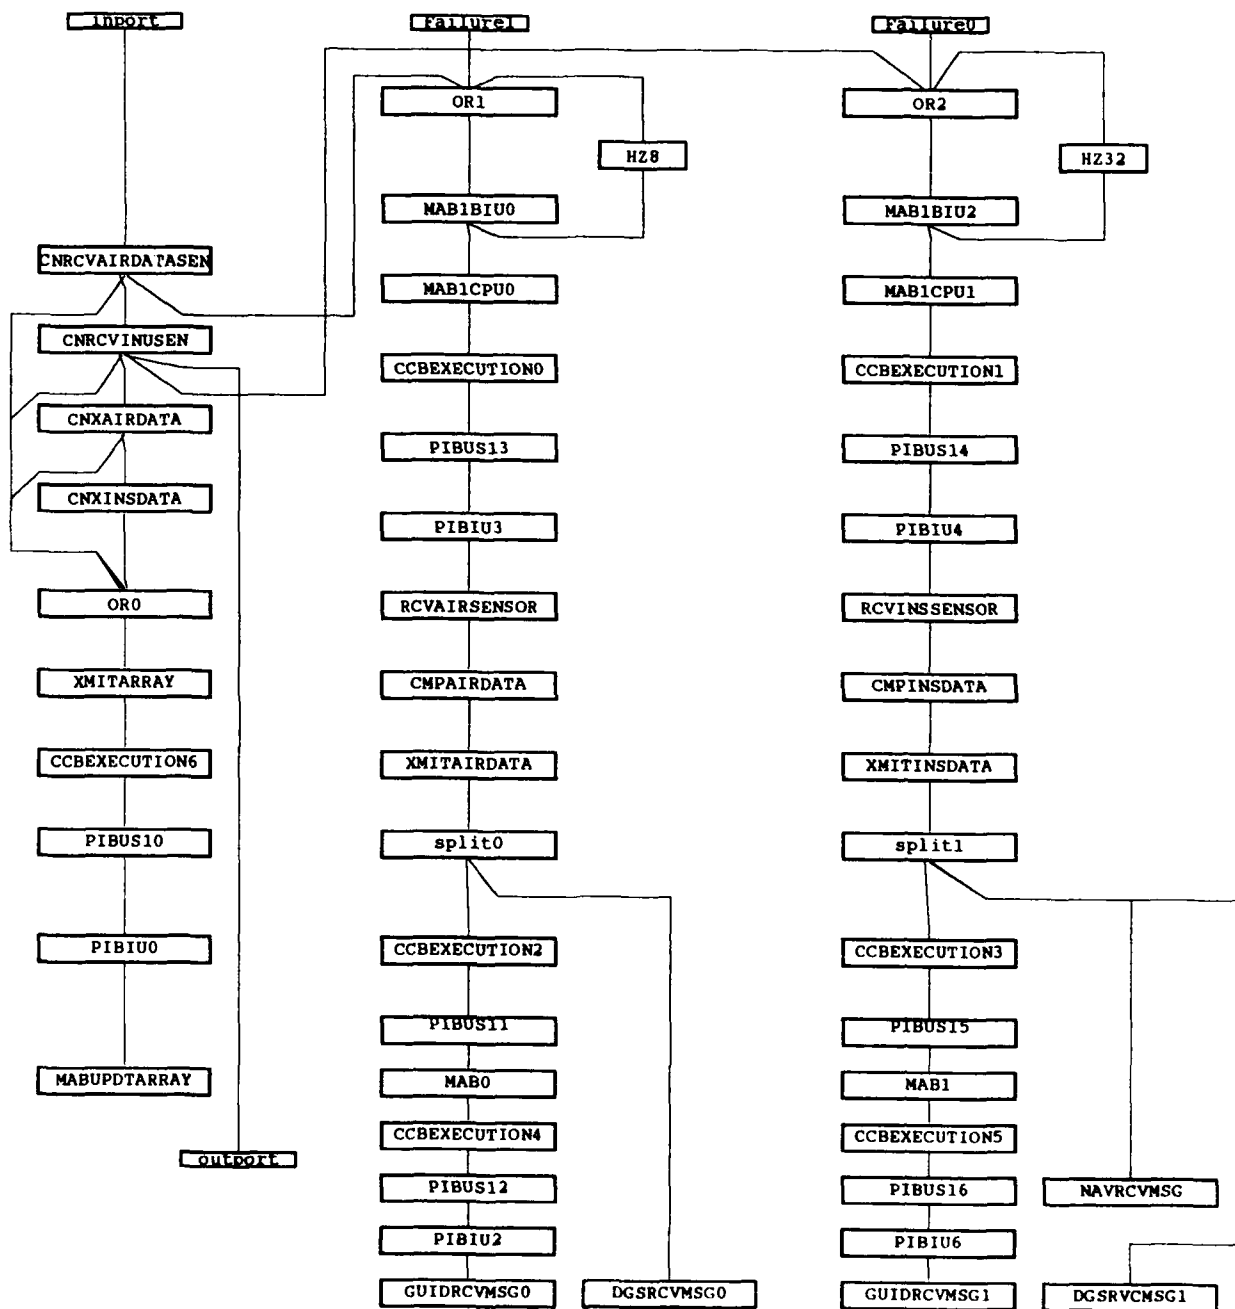 inport
CNRCVAIRDATASEN
CNRCVINUSEN
CNXAIRDATA
CNXINSDATA
OR0
XMITARRAY
CCBEXECUTION6
PIBUS10
PIBIU0
MABUPDTARRAY
outport
Failure1
OR1
HZ8
MAB1BIU0
MAB1CPU0
CCBEXECUTION0
PIBUS13
PIBIU3
RCVAIRSENSOR
CMPAIRDATA
XMITAIRDATA
split0
CCBEXECUTION2
PIBUS11
MAB0
CCBEXECUTION4
PIBUS12
PIBIU2
GUIDRCVMSG0
DGSRCVMSG0
Failure0
OR2
HZ32
MAB1BIU2
MAB1CPU1
CCBEXECUTION1
PIBUS14
PIBIU4
RCVINSSENSOR
CMPINSDATA
XMITINSDATA
split1
CCBEXECUTION3
PIBUS15
MAB1
CCBEXECUTION5
PIBUS16
PIBIU6
GUIDRCVMSG1
NAVRCVMSG
DGSRVCMSG1